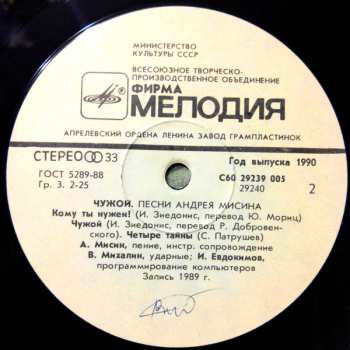 МИНИСТЕРСТВО
КУЛЬТУРЫ СССР
ВСЕСОЮЗНОЕ ТВОРЧЕСКО-
ПРОИЗВОДСТВЕННОЕ ОБЪЕДИНЕНИЕ
ФИРМА
МЕЛОДИЯ
АПРЕЛЕВСКИЙ ОРДЕНА ЛЕНИНА ЗАВОД ГРАМПЛАСТИНОК
СТЕРЕО 33
Год выпуска 1990
ГОСТ 5289-88
С60 29239 005
Гр. 3. 2-25
29240
2
ЧУЖОЙ. ПЕСНИ АНДРЕЯ МИСИНА
Кому ты нужен! (И. Зиедонис, перевод Ю. Мориц)
Чужой (И. Зиедонис, перевод Р. Добровен-
ского). Четыре тайны (С. Патрушев)
А. Мисин, пение, инстр. сопровождение
В. Михалин, ударные; И. Евдокимов,
программирование компьютеров
Запись 1989 г.